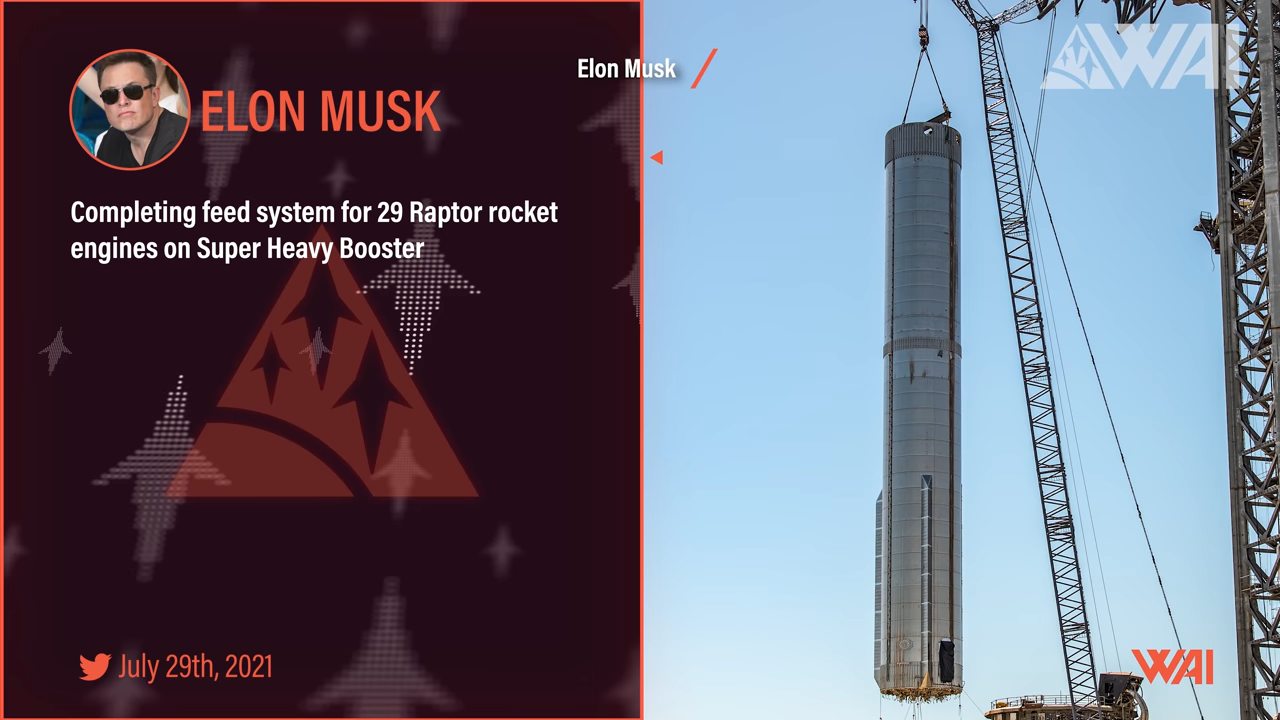 ELON MUSK
Elon Musk
Completing feed system for 29 Raptor rocket
engines on Super Heavy Booster
July 29th, 2021
WAI
WAI